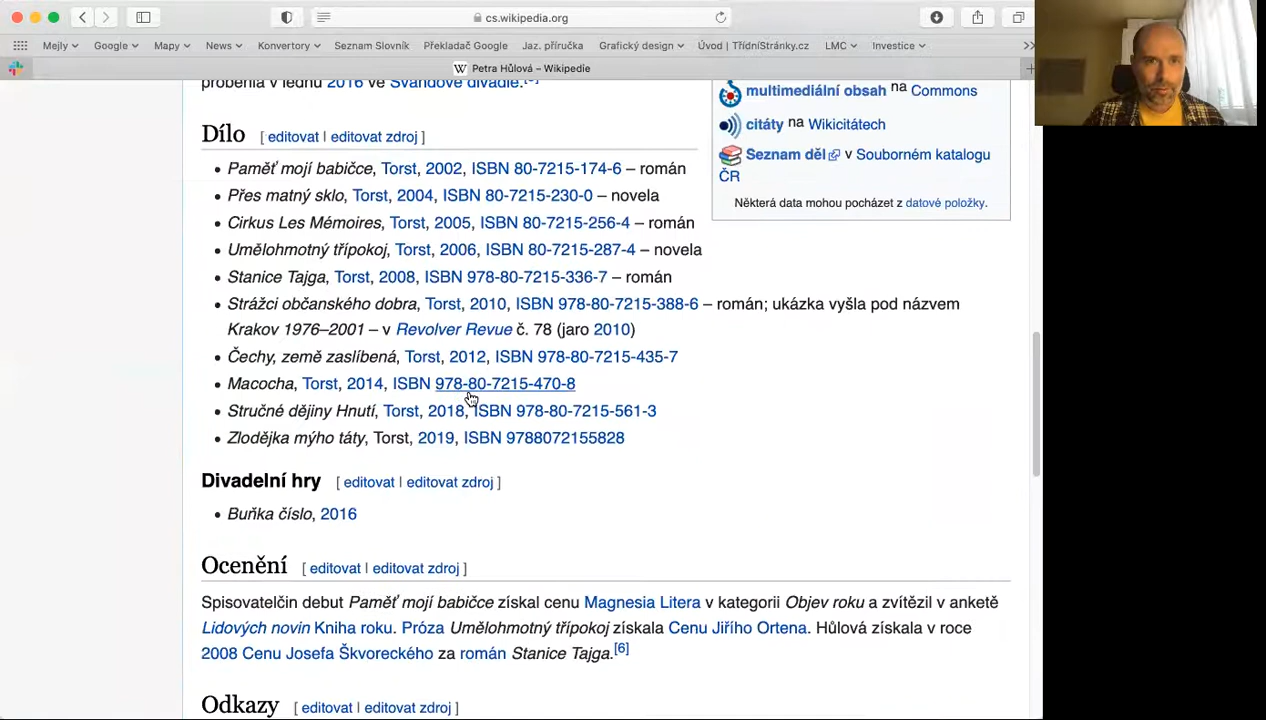 cs.wikipedia.org
Mejly Google Mapy News Konvertory Seznam Slovník Překladač Google Jaz. příručka Grafický design Úvod | TřídníStránky.cz LMC Investice
W Petra Hůlová – Wikipedie
proběhla v lednu 2016 ve Švandově divadle.
multimediální obsah na Commons
citáty na Wikicitátech
Seznam děl v Souborném katalogu
ČR
Některá data mohou pocházet z datové položky.
Dílo [ editovat | editovat zdroj ]
• Paměť mojí babičce, Torst, 2002, ISBN 80-7215-174-6 – román
• Přes matný sklo, Torst, 2004, ISBN 80-7215-230-0 – novela
• Cirkus Les Mémoires, Torst, 2005, ISBN 80-7215-256-4 – román
• Umělohmotný třípokoj, Torst, 2006, ISBN 80-7215-287-4 – novela
• Stanice Tajga, Torst, 2008, ISBN 978-80-7215-336-7 – román
• Strážci občanského dobra, Torst, 2010, ISBN 978-80-7215-388-6 – román; ukázka vyšla pod názvem
Krakov 1976–2001 – v Revolver Revue č. 78 (jaro 2010)
• Čechy, země zaslíbená, Torst, 2012, ISBN 978-80-7215-435-7
• Macocha, Torst, 2014, ISBN 978-80-7215-470-8
• Stručné dějiny Hnutí, Torst, 2018, ISBN 978-80-7215-561-3
• Zlodějka mýho táty, Torst, 2019, ISBN 9788072155828
Divadelní hry [ editovat | editovat zdroj ]
• Buňka číslo, 2016
Ocenění [ editovat | editovat zdroj ]
Spisovatelčin debut Paměť mojí babičce získal cenu Magnesia Litera v kategorii Objev roku a zvítězil v anketě
Lidových novin Kniha roku. Próza Umělohmotný třípokoj získala Cenu Jiřího Ortena. Hůlová získala v roce
2008 Cenu Josefa Škvoreckého za román Stanice Tajga.[6]
Odkazy [ editovat | editovat zdroj ]